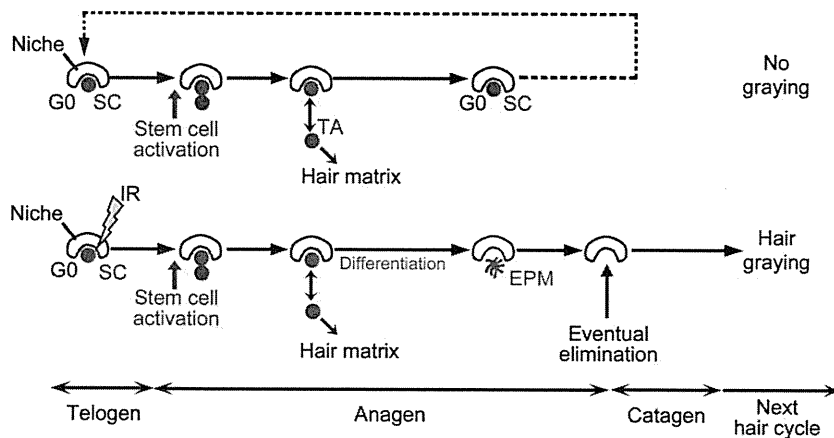 Niche
G0 SC
Stem cell
activation
TA
Hair matrix
G0 SC
No
graying
Niche
IR
G0 SC
Stem cell
activation
Differentiation
Hair matrix
EPM
Eventual
elimination
Hair
graying
Telogen
Anagen
Catagen
Next
hair cycle